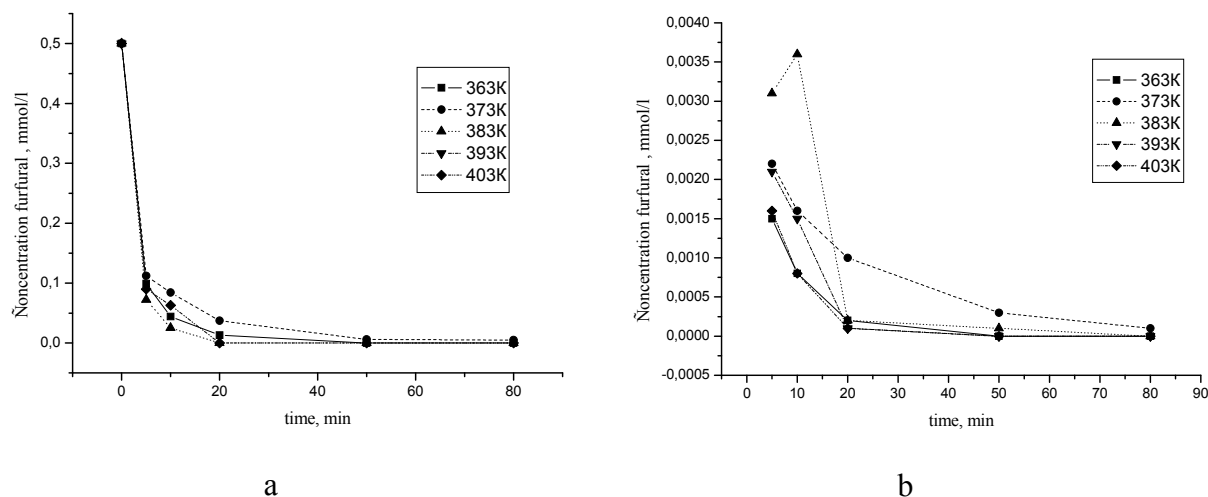 0,5
0,4
0,3
0,2
0,1
0,0
0
20
40
60
80
Ñoncentration furfural , mmol/l
time, min
363K
373K
383K
393K
403K
a
0,0040
0,0035
0,0030
0,0025
0,0020
0,0015
0,0010
0,0005
0,0000
-0,0005
0
10
20
30
40
50
60
70
80
90
Ñoncentration furfural , mmol/l
time, min
363K
373K
383K
393K
403K
b